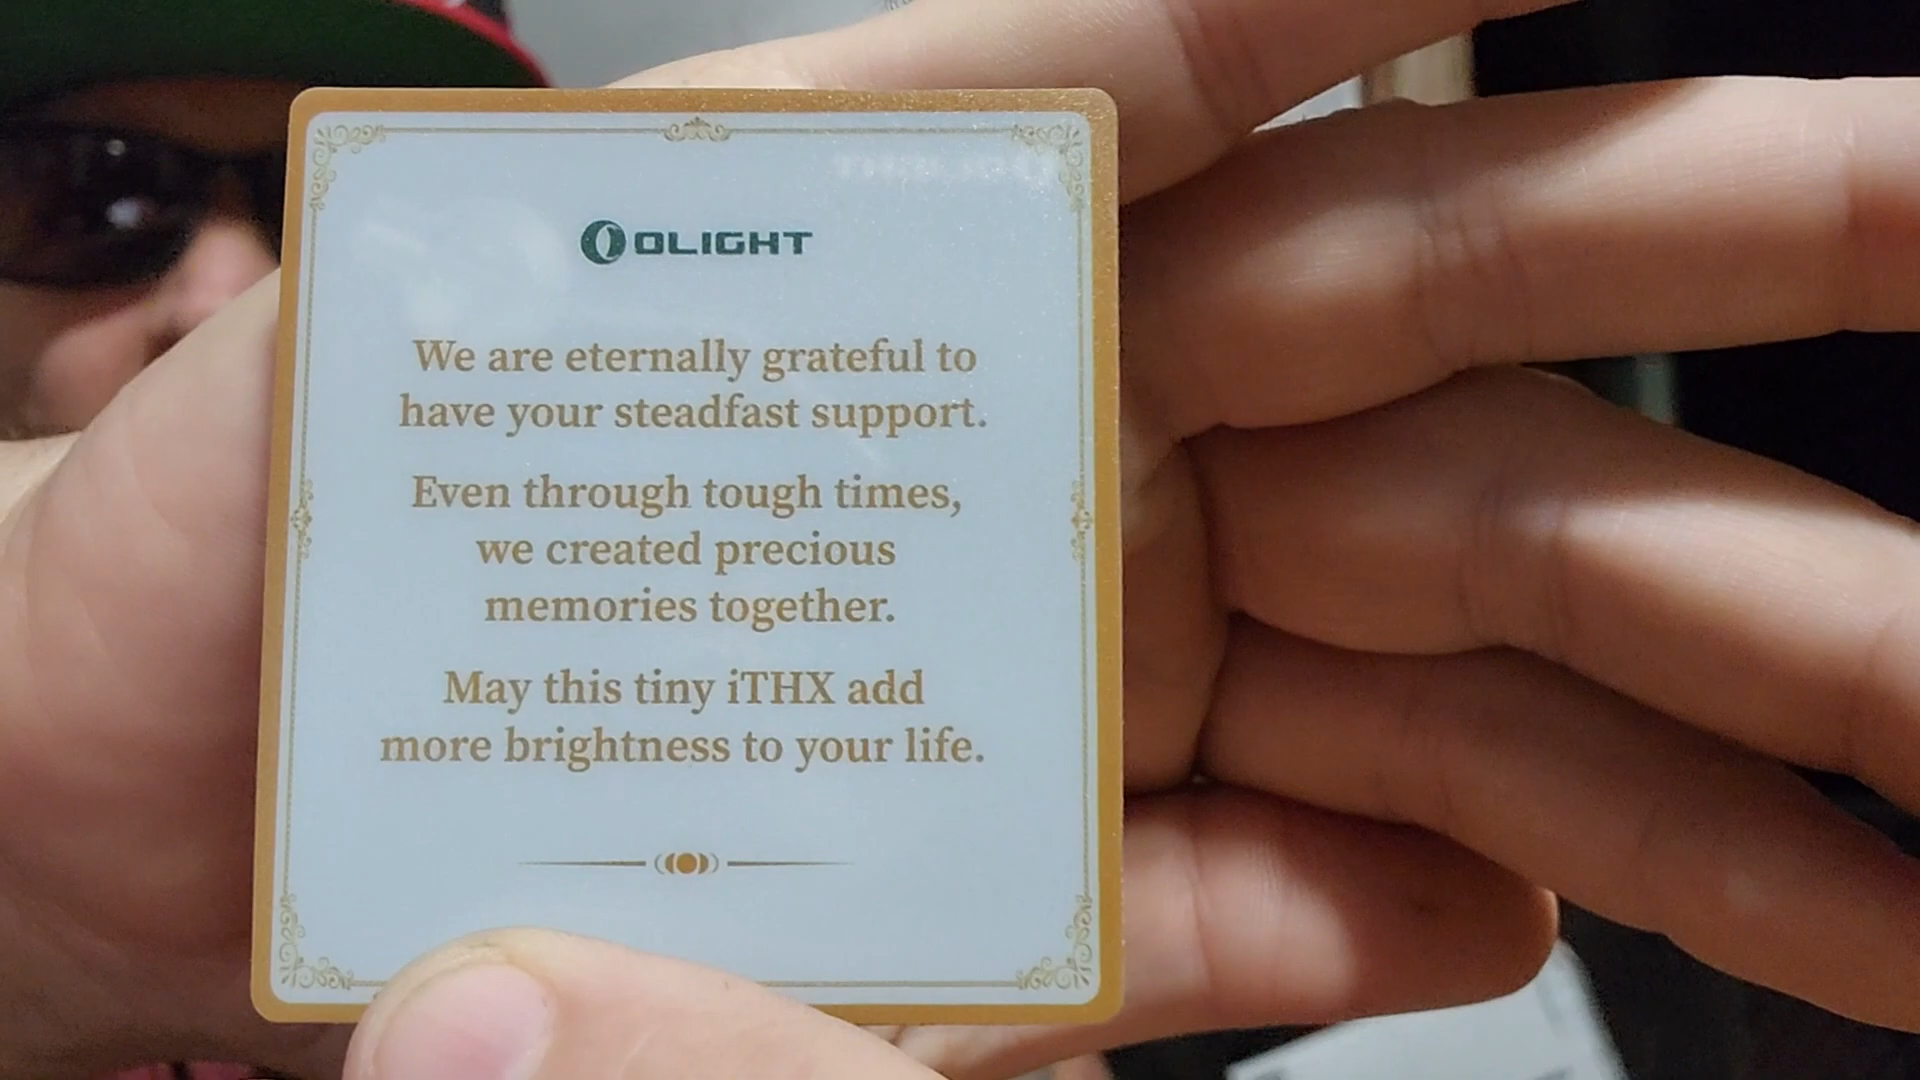 OLIGHT
We are eternally grateful to
have your steadfast support.
Even through tough times,
we created precious
memories together.
May this tiny iTHX add
more brightness to your life.